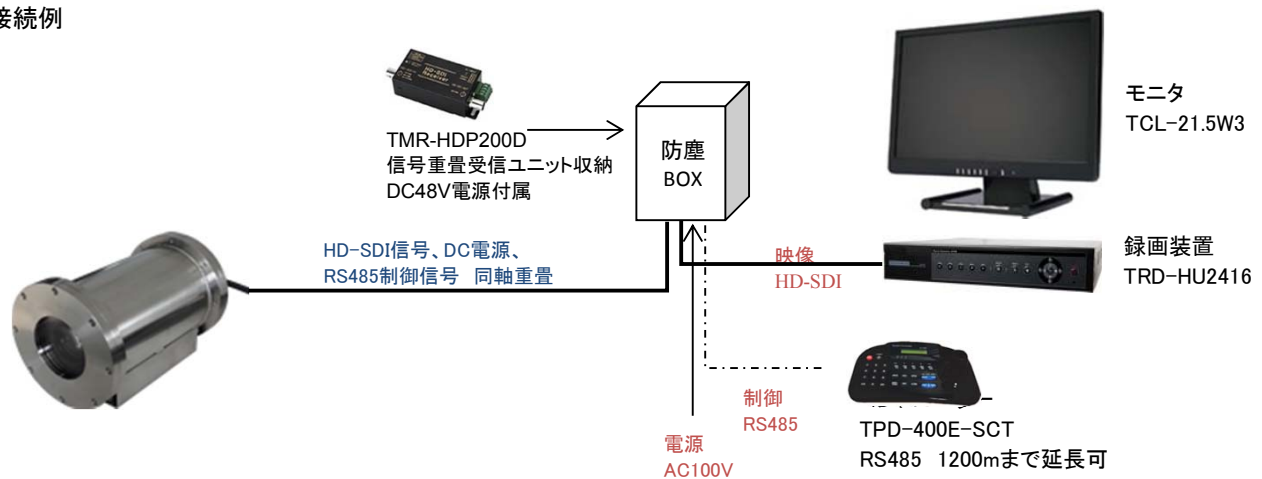 接続例
TMR-HDP200D
信号重畳受信ユニット収納
DC48V電源付属
防塵
BOX
モニタ
TCL-21.5W3
HD-SDI信号、DC電源、
RS485制御信号 同軸重畳
映像
HD-SDI
録画装置
TRD-HU2416
制御
RS485
電源
AC100V
TPD-400E-SCT
RS485 1200mまで延長可
HD-SDI
Receiver